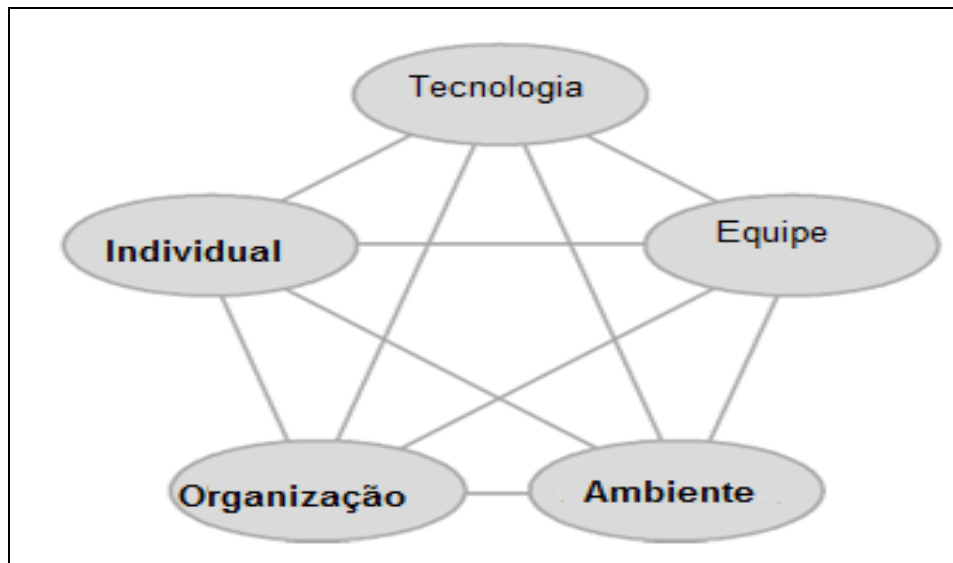 Tecnologia
Individual
Equipe
Organização
Ambiente